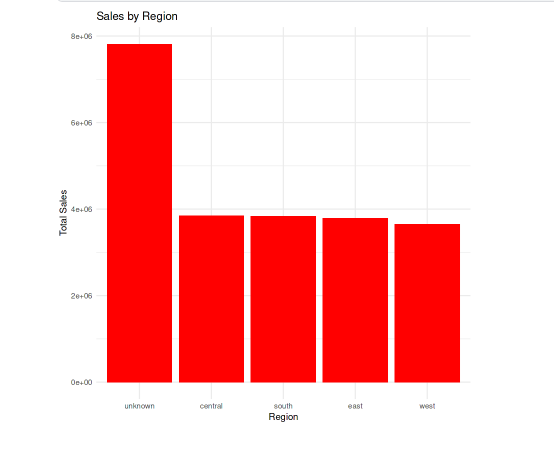 Sales by Region
8e+06
6e+06
Total Sales
4e+06
2e+06
0e+00
unknown central south east west
Region